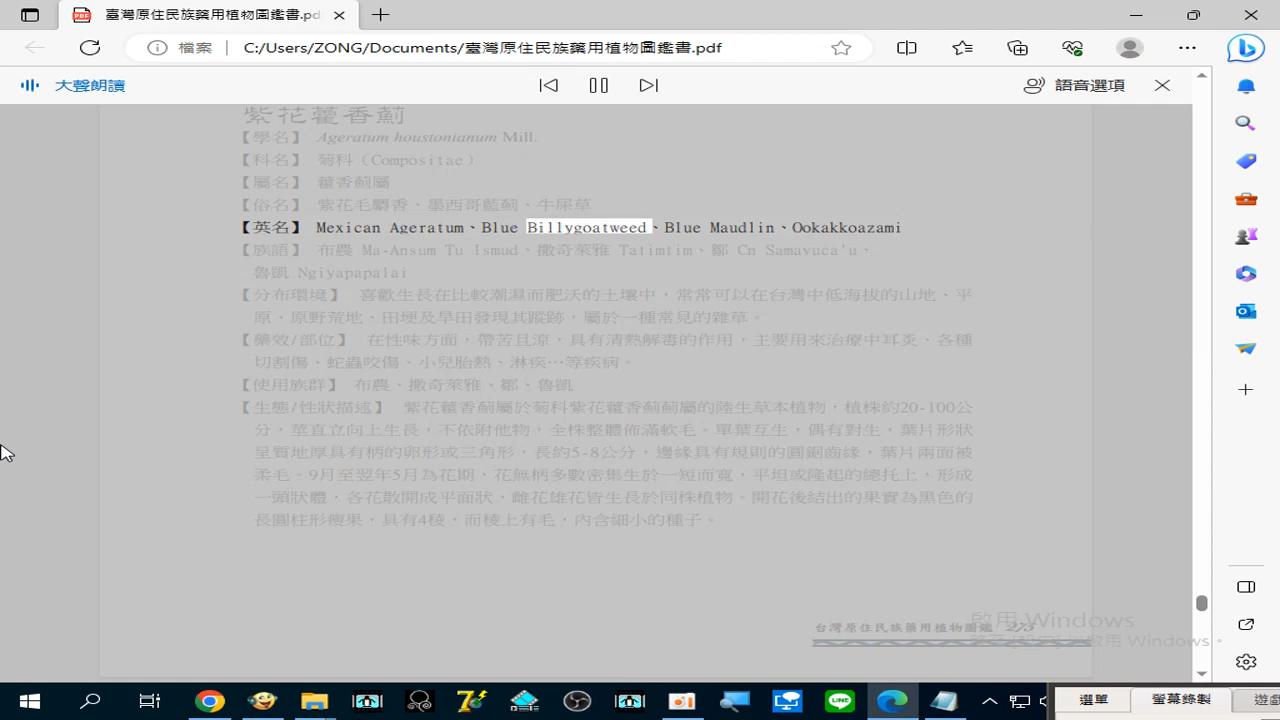 臺灣原住民族藥用植物圖鑑書.pd
檔案 C:/Users/ZONG/Documents/臺灣原住民族藥用植物圖鑑書.pdf
大聲朗讀
語音選項
紫花藿香薊
【學名】 Ageratum houstonianum Mill.
【科名】 菊科（Compositae）
【屬名】 藿香薊屬
【俗名】 紫花毛麝香、墨西哥藍薊、牛屎草
【英名】 Mexican Ageratum、Blue Billygoatweed、Blue Maudlin、Ookakkoazami
【族語】 布農 Ma-Ansum Tu Ismud、撒奇萊雅 Tatimtim、鄒 Cn Samavuca'u、
魯凱 Ngiyapapalai
【分布環境】 喜歡生長在比較潮濕而肥沃的土壤中，常常可以在台灣中低海拔的山地、平
原、原野荒地、田埂及旱田發現其蹤跡，屬於一種常見的雜草。
【藥效/部位】 在性味方面，帶苦且涼，具有清熱解毒的作用，主要用來治療中耳炎、各種
切割傷、蛇蟲咬傷、小兒胎熱、淋疾…等疾病。
【使用族群】 布農、撒奇萊雅、鄒、魯凱
【生態/性狀描述】 紫花藿香薊屬於菊科紫花藿香薊薊屬的陸生草本植物，植株約20-100公
分，莖直立向上生長，不依附他物，全株整體佈滿軟毛。單葉互生，偶有對生，葉片形狀
呈質地厚具有柄的卵形或三角形，長約5-8公分，邊緣具有規則的圓鋸齒緣，葉片兩面被
柔毛。9月至翌年5月為花期，花無柄多數密集生於一短而寬，平坦或隆起的總托上，形成
一頭狀體，各花散開成平面狀，雌花雄花皆生長於同株植物。開花後結出的果實為黑色的
長圓柱形瘦果，具有4稜，而稜上有毛，內含細小的種子。
啟用 Windows
台灣原住民族藥用植物圖鑑 273
啟用 Windows。
選單
螢幕錄製
遊戲